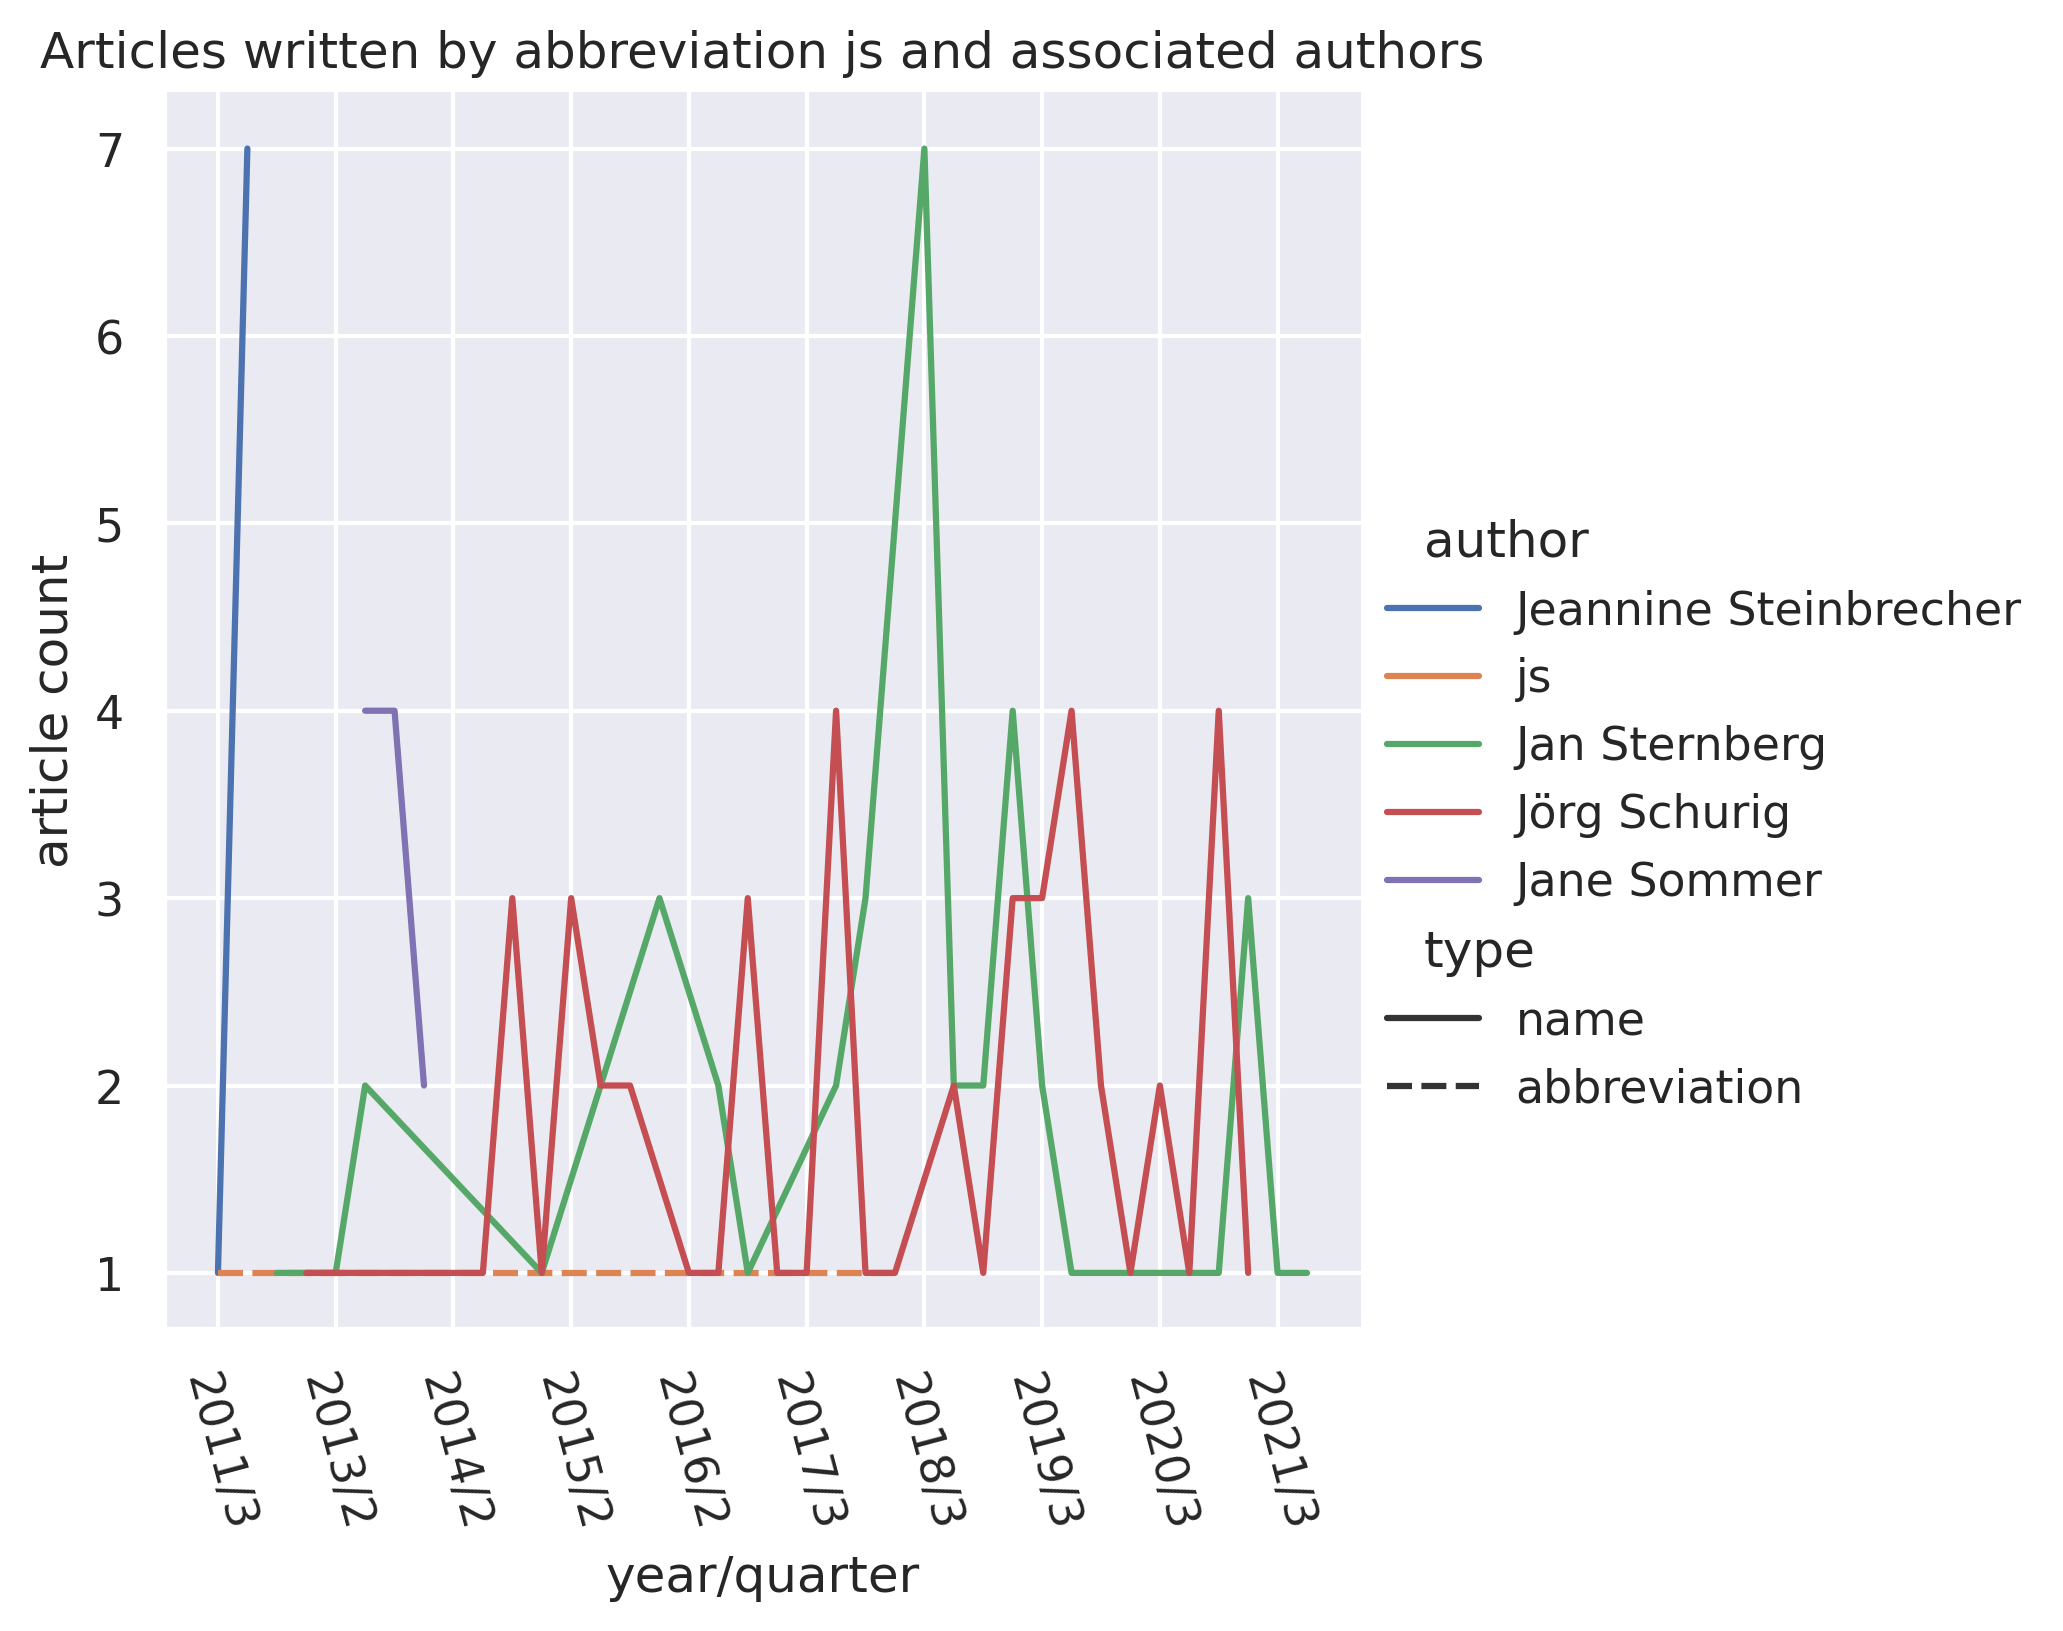 Articles written by abbreviation js and associated authors
7
6
5
4
3
2
1
article count
2011/3
2013/2
2014/2
2015/2
2016/2
2017/3
2018/3
2019/3
2020/3
2021/3
year/quarter
author
Jeannine Steinbrecher
js
Jan Sternberg
Jörg Schurig
Jane Sommer
type
name
abbreviation